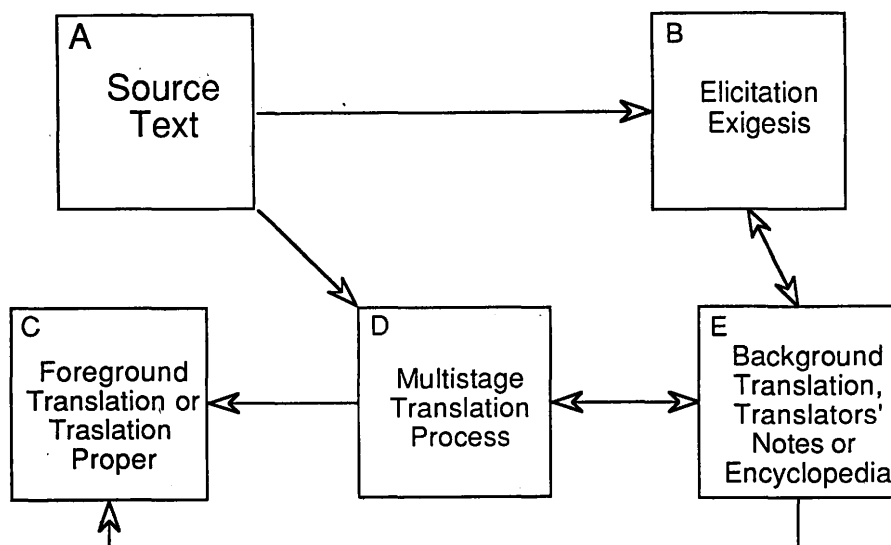 A
Source
Text
B
Elicitation
Exigesis
C
Foreground
Translation or
Traslation
Proper
D
Multistage
Translation
Process
E
Background
Translation,
Translators'
Notes or
Encyclopedia